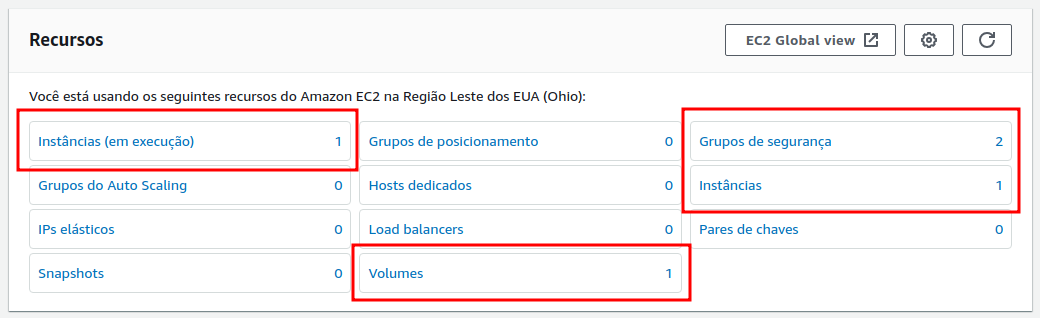 Recursos
EC2 Global view
Você está usando os seguintes recursos do Amazon EC2 na Região Leste dos EUA (Ohio):
Instâncias (em execução) 1
Grupos de posicionamento 0
Grupos de segurança 2
Grupos do Auto Scaling 0
Hosts dedicados 0
Instâncias 1
IPs elásticos 0
Load balancers 0
Pares de chaves 0
Snapshots 0
Volumes 1